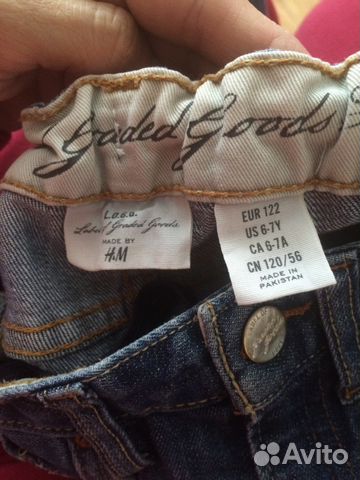 Graded Goods
L.O.G.G.
Label of Graded Goods
MADE BY
H&M
EUR 122
US 6-7Y
CA 6-7A
CN 120/56
MADE IN
PAKISTAN
Avito